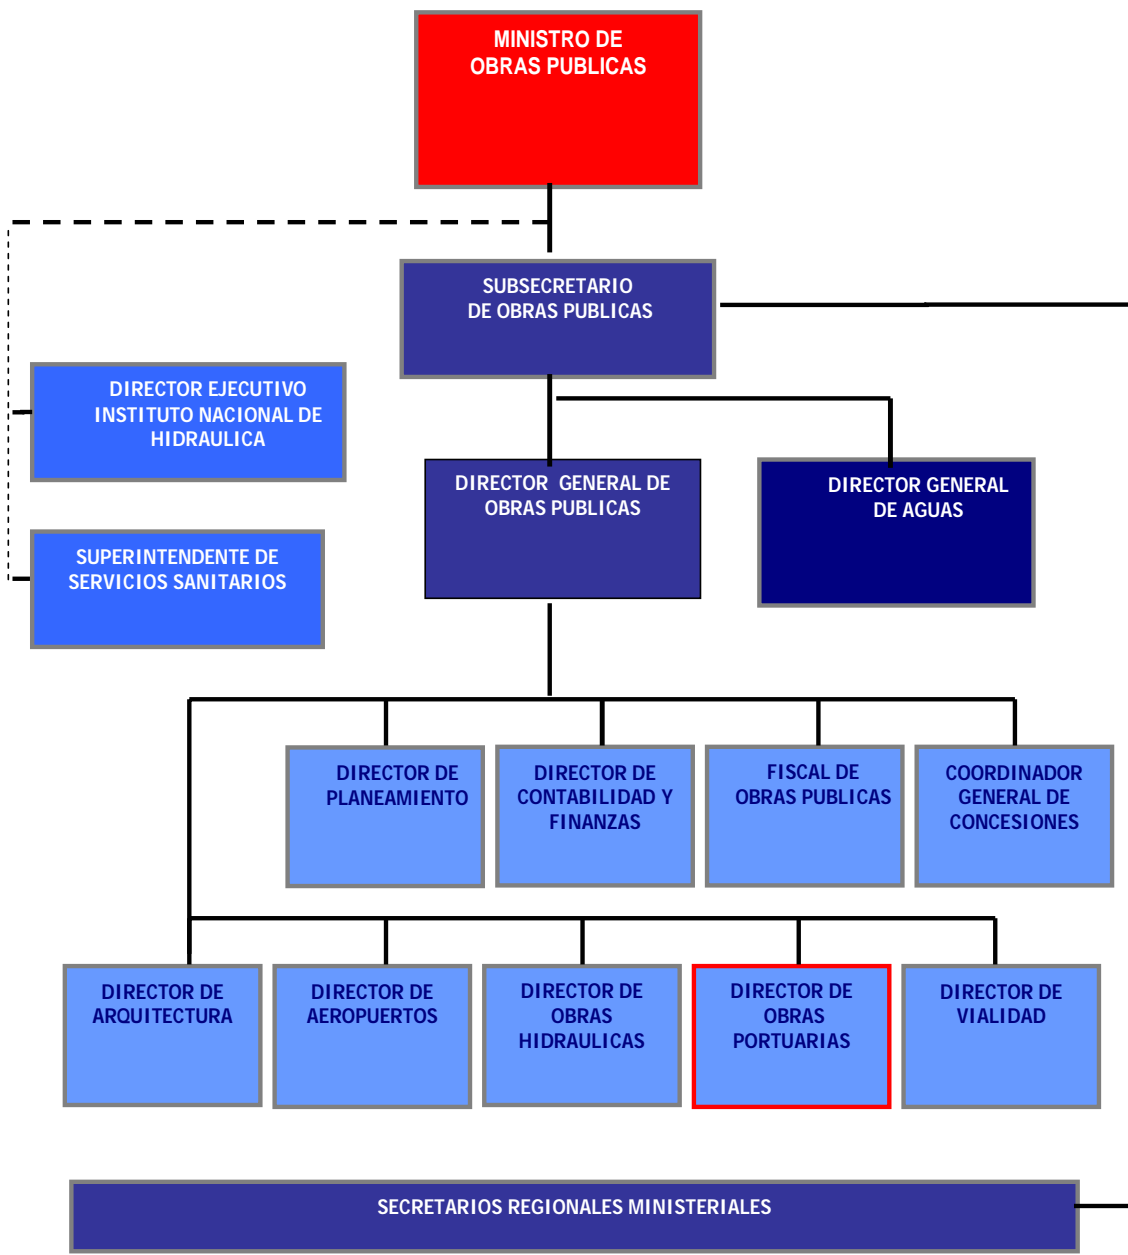 MINISTRO DE
OBRAS PUBLICAS
SUBSECRETARIO
DE OBRAS PUBLICAS
DIRECTOR EJECUTIVO
INSTITUTO NACIONAL DE
HIDRAULICA
DIRECTOR GENERAL DE
OBRAS PUBLICAS
DIRECTOR GENERAL
DE AGUAS
SUPERINTENDENTE DE
SERVICIOS SANITARIOS
DIRECTOR DE
PLANEAMIENTO
DIRECTOR DE
CONTABILIDAD Y
FINANZAS
FISCAL DE
OBRAS PUBLICAS
COORDINADOR
GENERAL DE
CONCESIONES
DIRECTOR DE
ARQUITECTURA
DIRECTOR DE
AEROPUERTOS
DIRECTOR DE
OBRAS
HIDRAULICAS
DIRECTOR DE
OBRAS
PORTUARIAS
DIRECTOR DE
VIALIDAD
SECRETARIOS REGIONALES MINISTERIALES